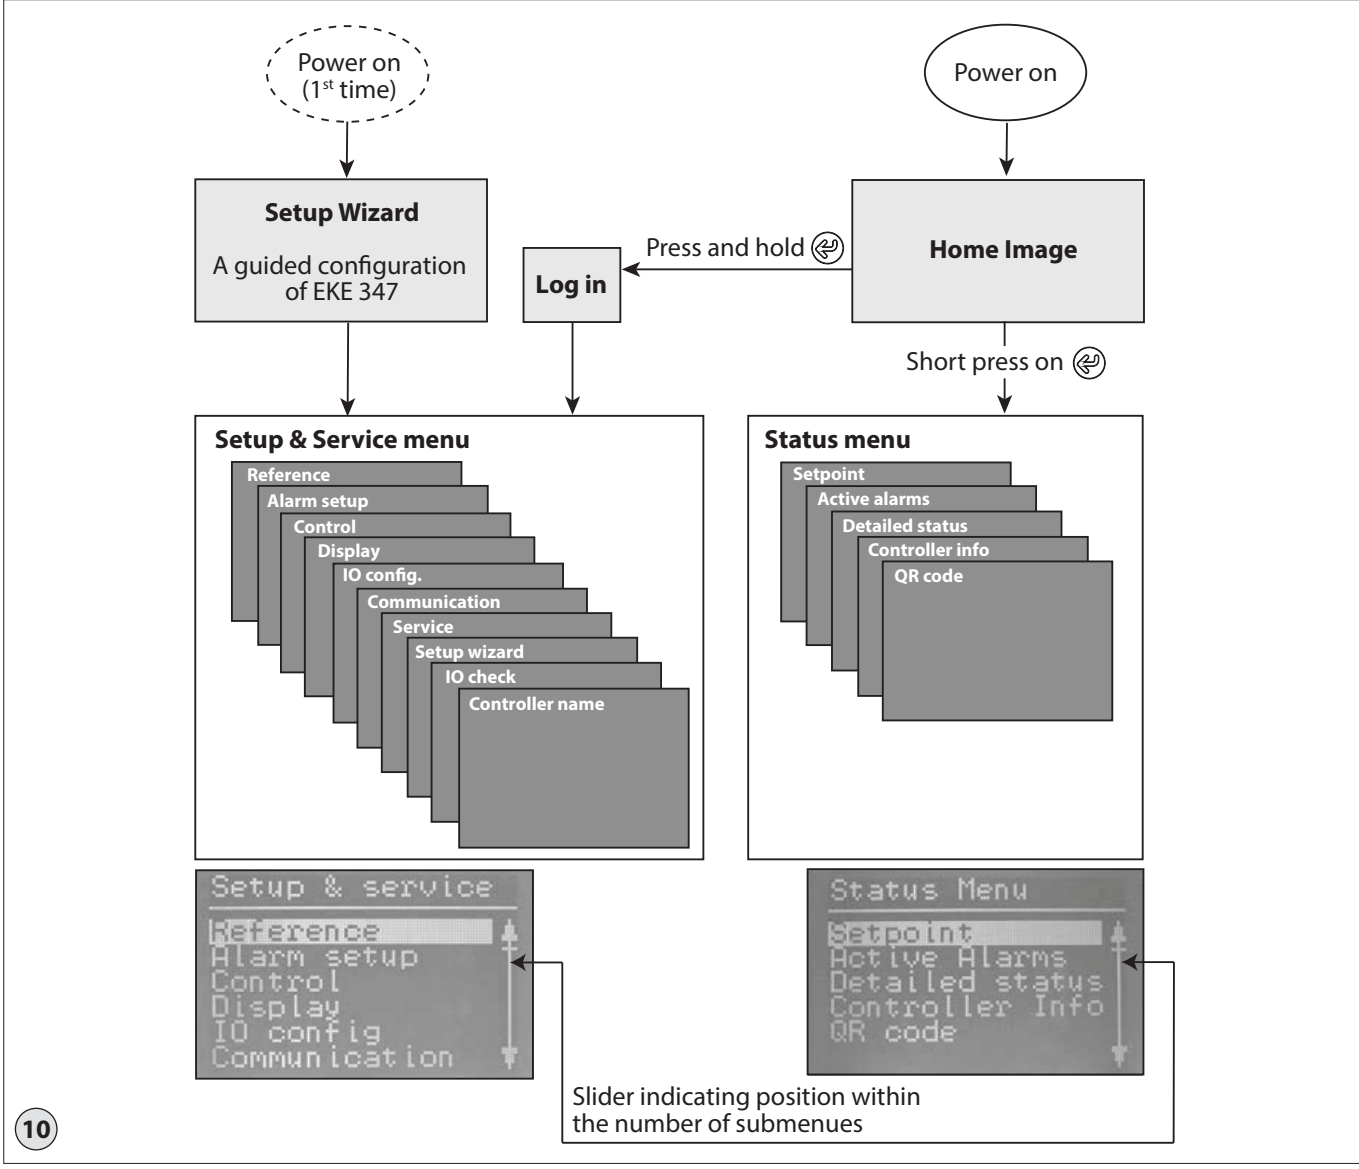 Power on
(1st time)
Power on
Setup Wizard
A guided configuration
of EKE 347
Press and hold
Log in
Home Image
Short press on
Setup & Service menu
Reference
Alarm setup
Control
Display
IO config.
Communication
Service
Setup wizard
IO check
Controller name
Status menu
Setpoint
Active alarms
Detailed status
Controller info
QR code
Setup & service
Reference
Alarm setup
Control
Display
IO config
Communication
Status Menu
Setpoint
Active Alarms
Detailed status
Controller Info
QR code
Slider indicating position within
the number of submenues
10